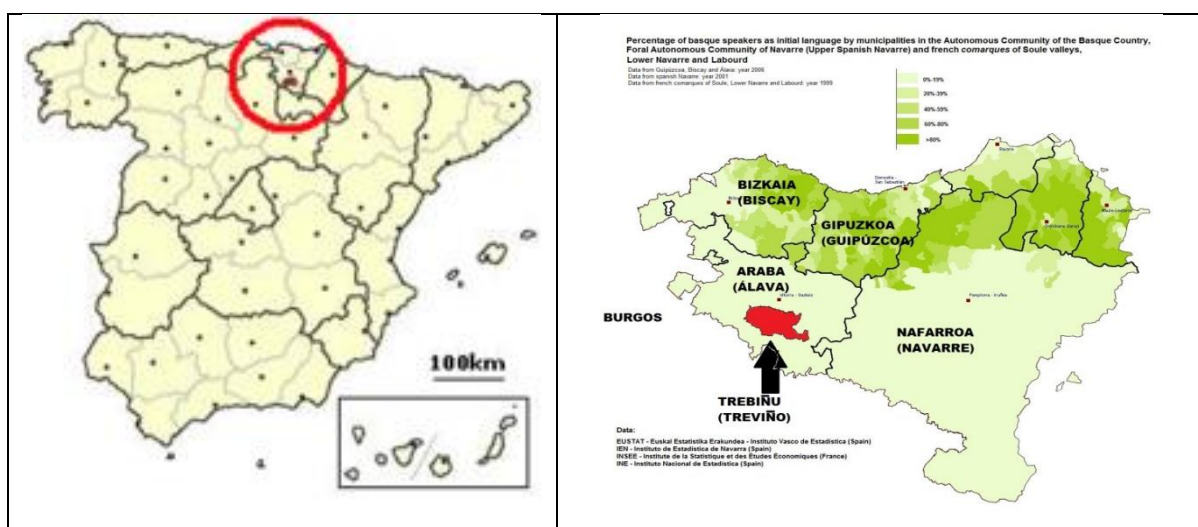 100km
Percentage of basque speakers as initial language by municipalities in the Autonomous Community of the Basque Country,
Foral Autonomous Community of Navarre (Upper Spanish Navarre) and french comarques of Soule valleys,
Lower Navarre and Labourd
Data from Guipúzcoa, Biscay and Álava: year 2006
Data from spanish Navarre: year 2001
Data from french comarques of Soule, Lower Navarre and Labourd: year 1999
0%-19%
20%-39%
40%-59%
60%-80%
>80%
BIZKAIA
(BISCAY)
GIPUZKOA
(GUIPÚZCOA)
ARABA
(ÁLAVA)
BURGOS
NAFARROA
(NAVARRE)
TREBIÑU
(TREVIÑO)
Data:
EUSTAT - Euskal Estatistika Erakundea - Instituto Vasco de Estadística (Spain)
IEN - Instituto de Estadística de Navarra (Spain)
INSEE - Institute de la Statistique et des Études Économiques (France)
INE - Instituto Nacional de Estadística (Spain)